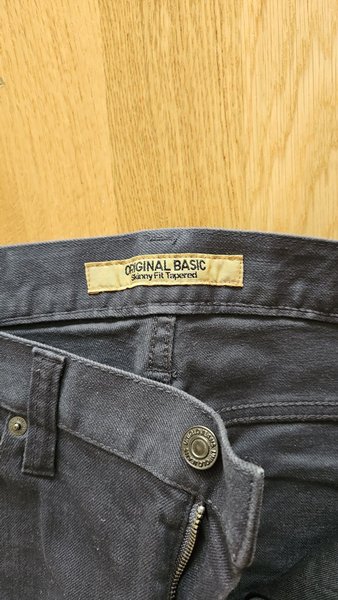 ORIGINAL BASIC
Skinny Fit Tapered